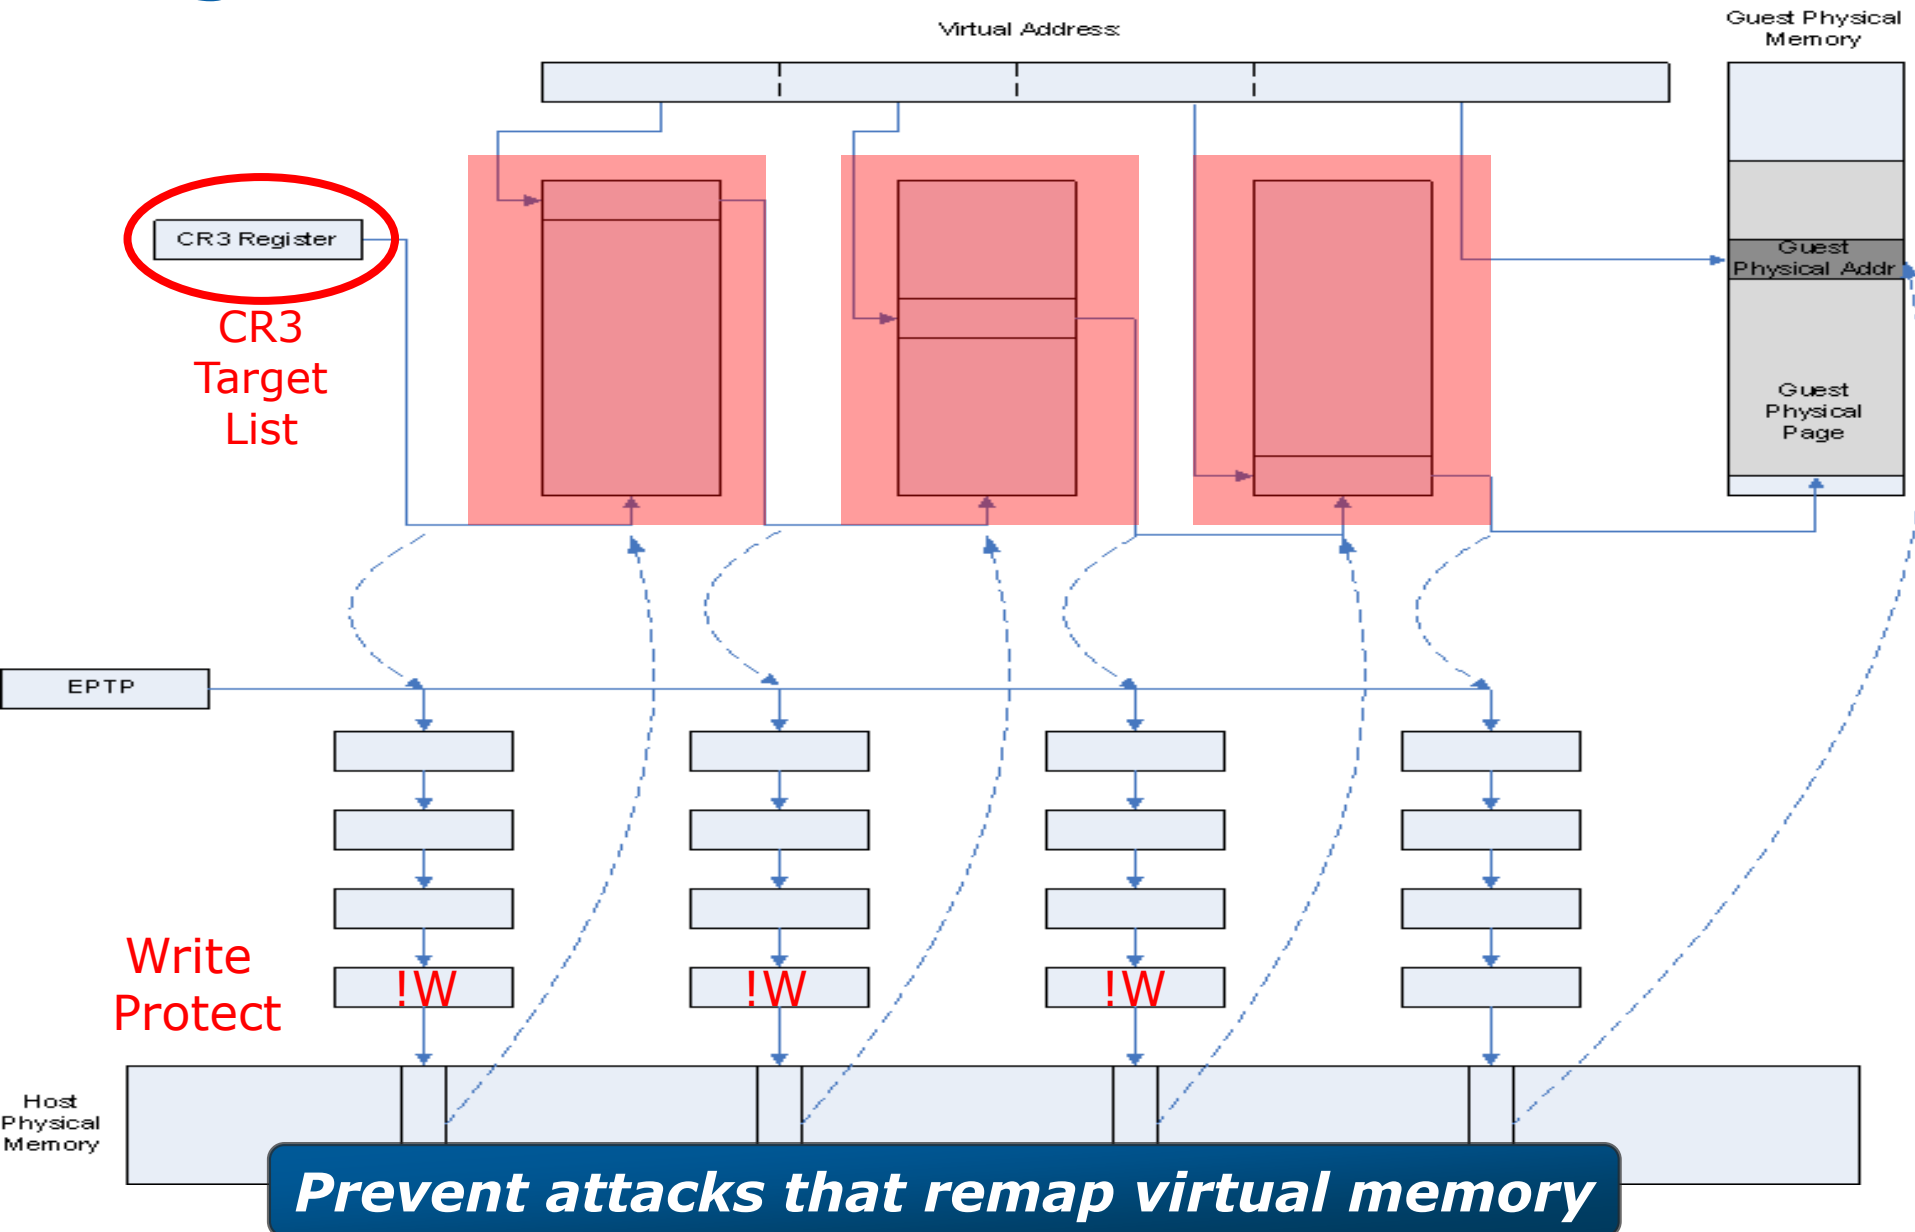 Virtual Address:
Guest Physical
Memory
CR3 Register
CR3
Target
List
Guest
Physical Addr
Guest
Physical
Page
EPTP
Write
Protect
!W
!W
!W
Host
Physical
Memory
Prevent attacks that remap virtual memory